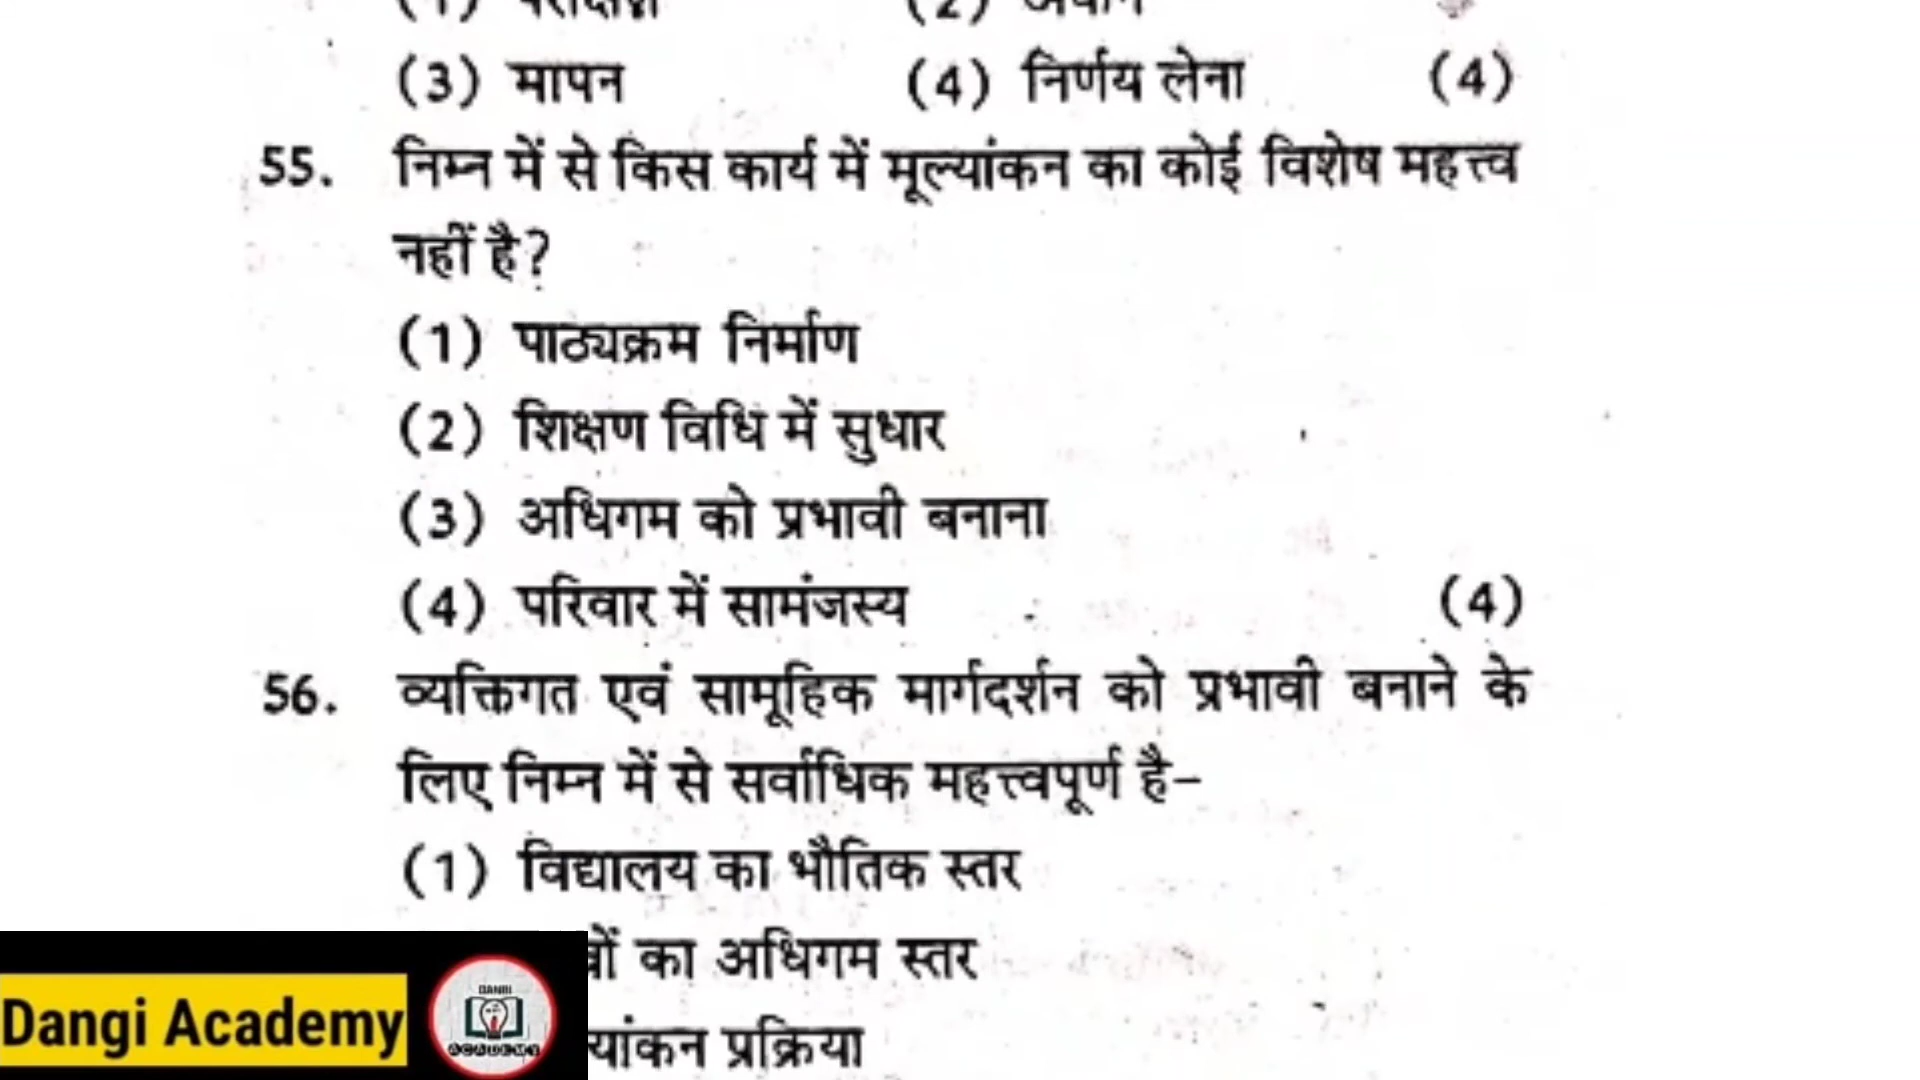 (3) मापन (4) निर्णय लेना (4)
55. निम्न में से किस कार्य में मूल्यांकन का कोई विशेष महत्त्व
नहीं है?
(1) पाठ्यक्रम निर्माण
(2) शिक्षण विधि में सुधार
(3) अधिगम को प्रभावी बनाना
(4) परिवार में सामंजस्य (4)
56. व्यक्तिगत एवं सामूहिक मार्गदर्शन को प्रभावी बनाने के
लिए निम्न में से सर्वाधिक महत्त्वपूर्ण है–
(1) विद्यालय का भौतिक स्तर
का अधिगम स्तर
प्रक्रिया
Dangi Academy
DANGI
ACADEMY